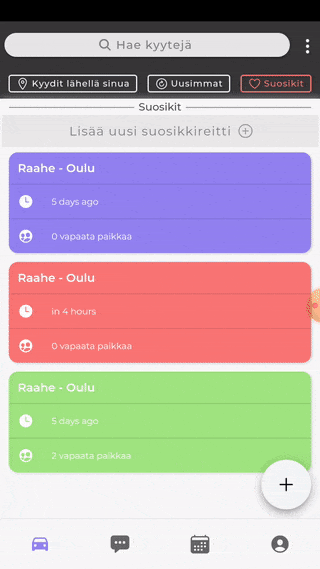 Hae kyytejä
Kyydit lähellä sinua Uusimmat Suosikit
Suosikit
Lisää uusi suosikkireitti
Raahe - Oulu
5 days ago
0 vapaata paikkaa
Raahe - Oulu
in 4 hours
0 vapaata paikkaa
Raahe - Oulu
5 days ago
2 vapaata paikkaa